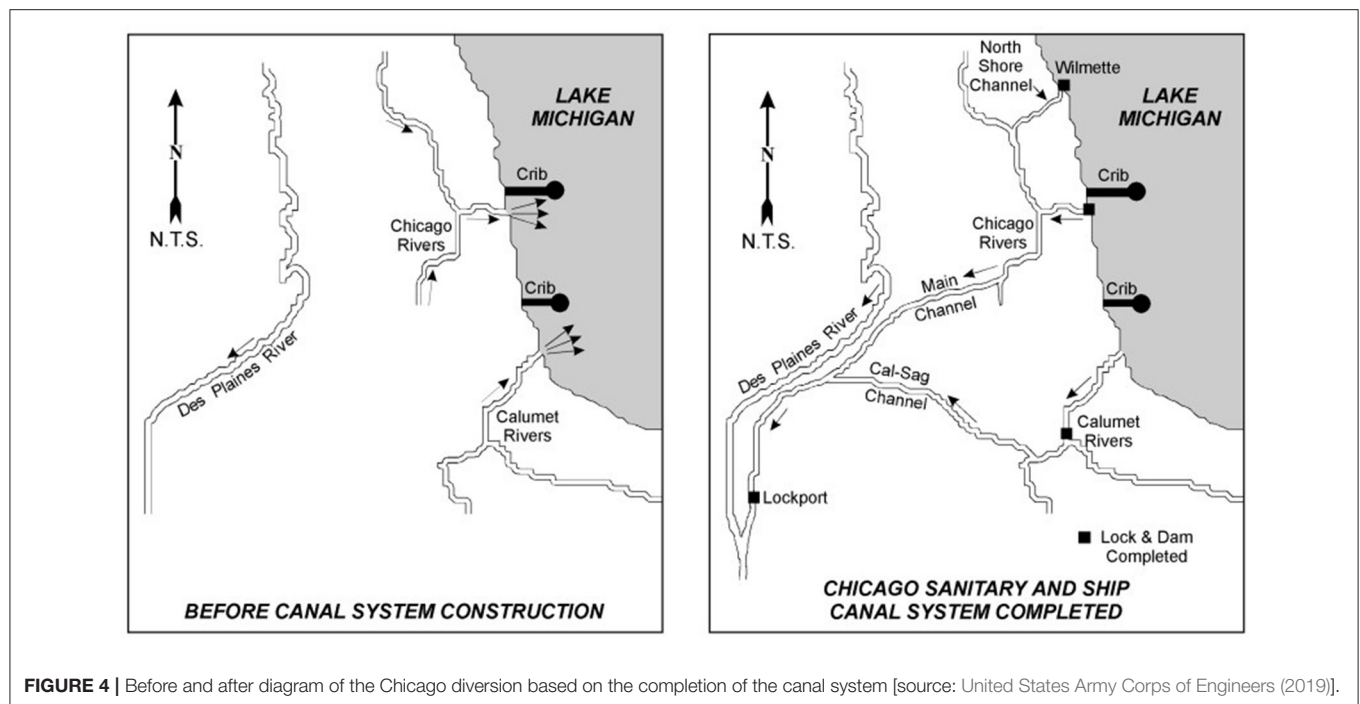 LAKE
MICHIGAN
N
N.T.S.
Crib
Chicago
Rivers
Crib
Des Plaines River
Calumet
Rivers
BEFORE CANAL SYSTEM CONSTRUCTION
North
Shore
Channel
Wilmette
LAKE
MICHIGAN
N
N.T.S.
Crib
Chicago
Rivers
Main
Channel
Crib
Des Plaines River
Cal-Sag
Channel
Calumet
Rivers
Lockport
Lock & Dam
Completed
CHICAGO SANITARY AND SHIP
CANAL SYSTEM COMPLETED
FIGURE 4 | Before and after diagram of the Chicago diversion based on the completion of the canal system [source: United States Army Corps of Engineers (2019)].